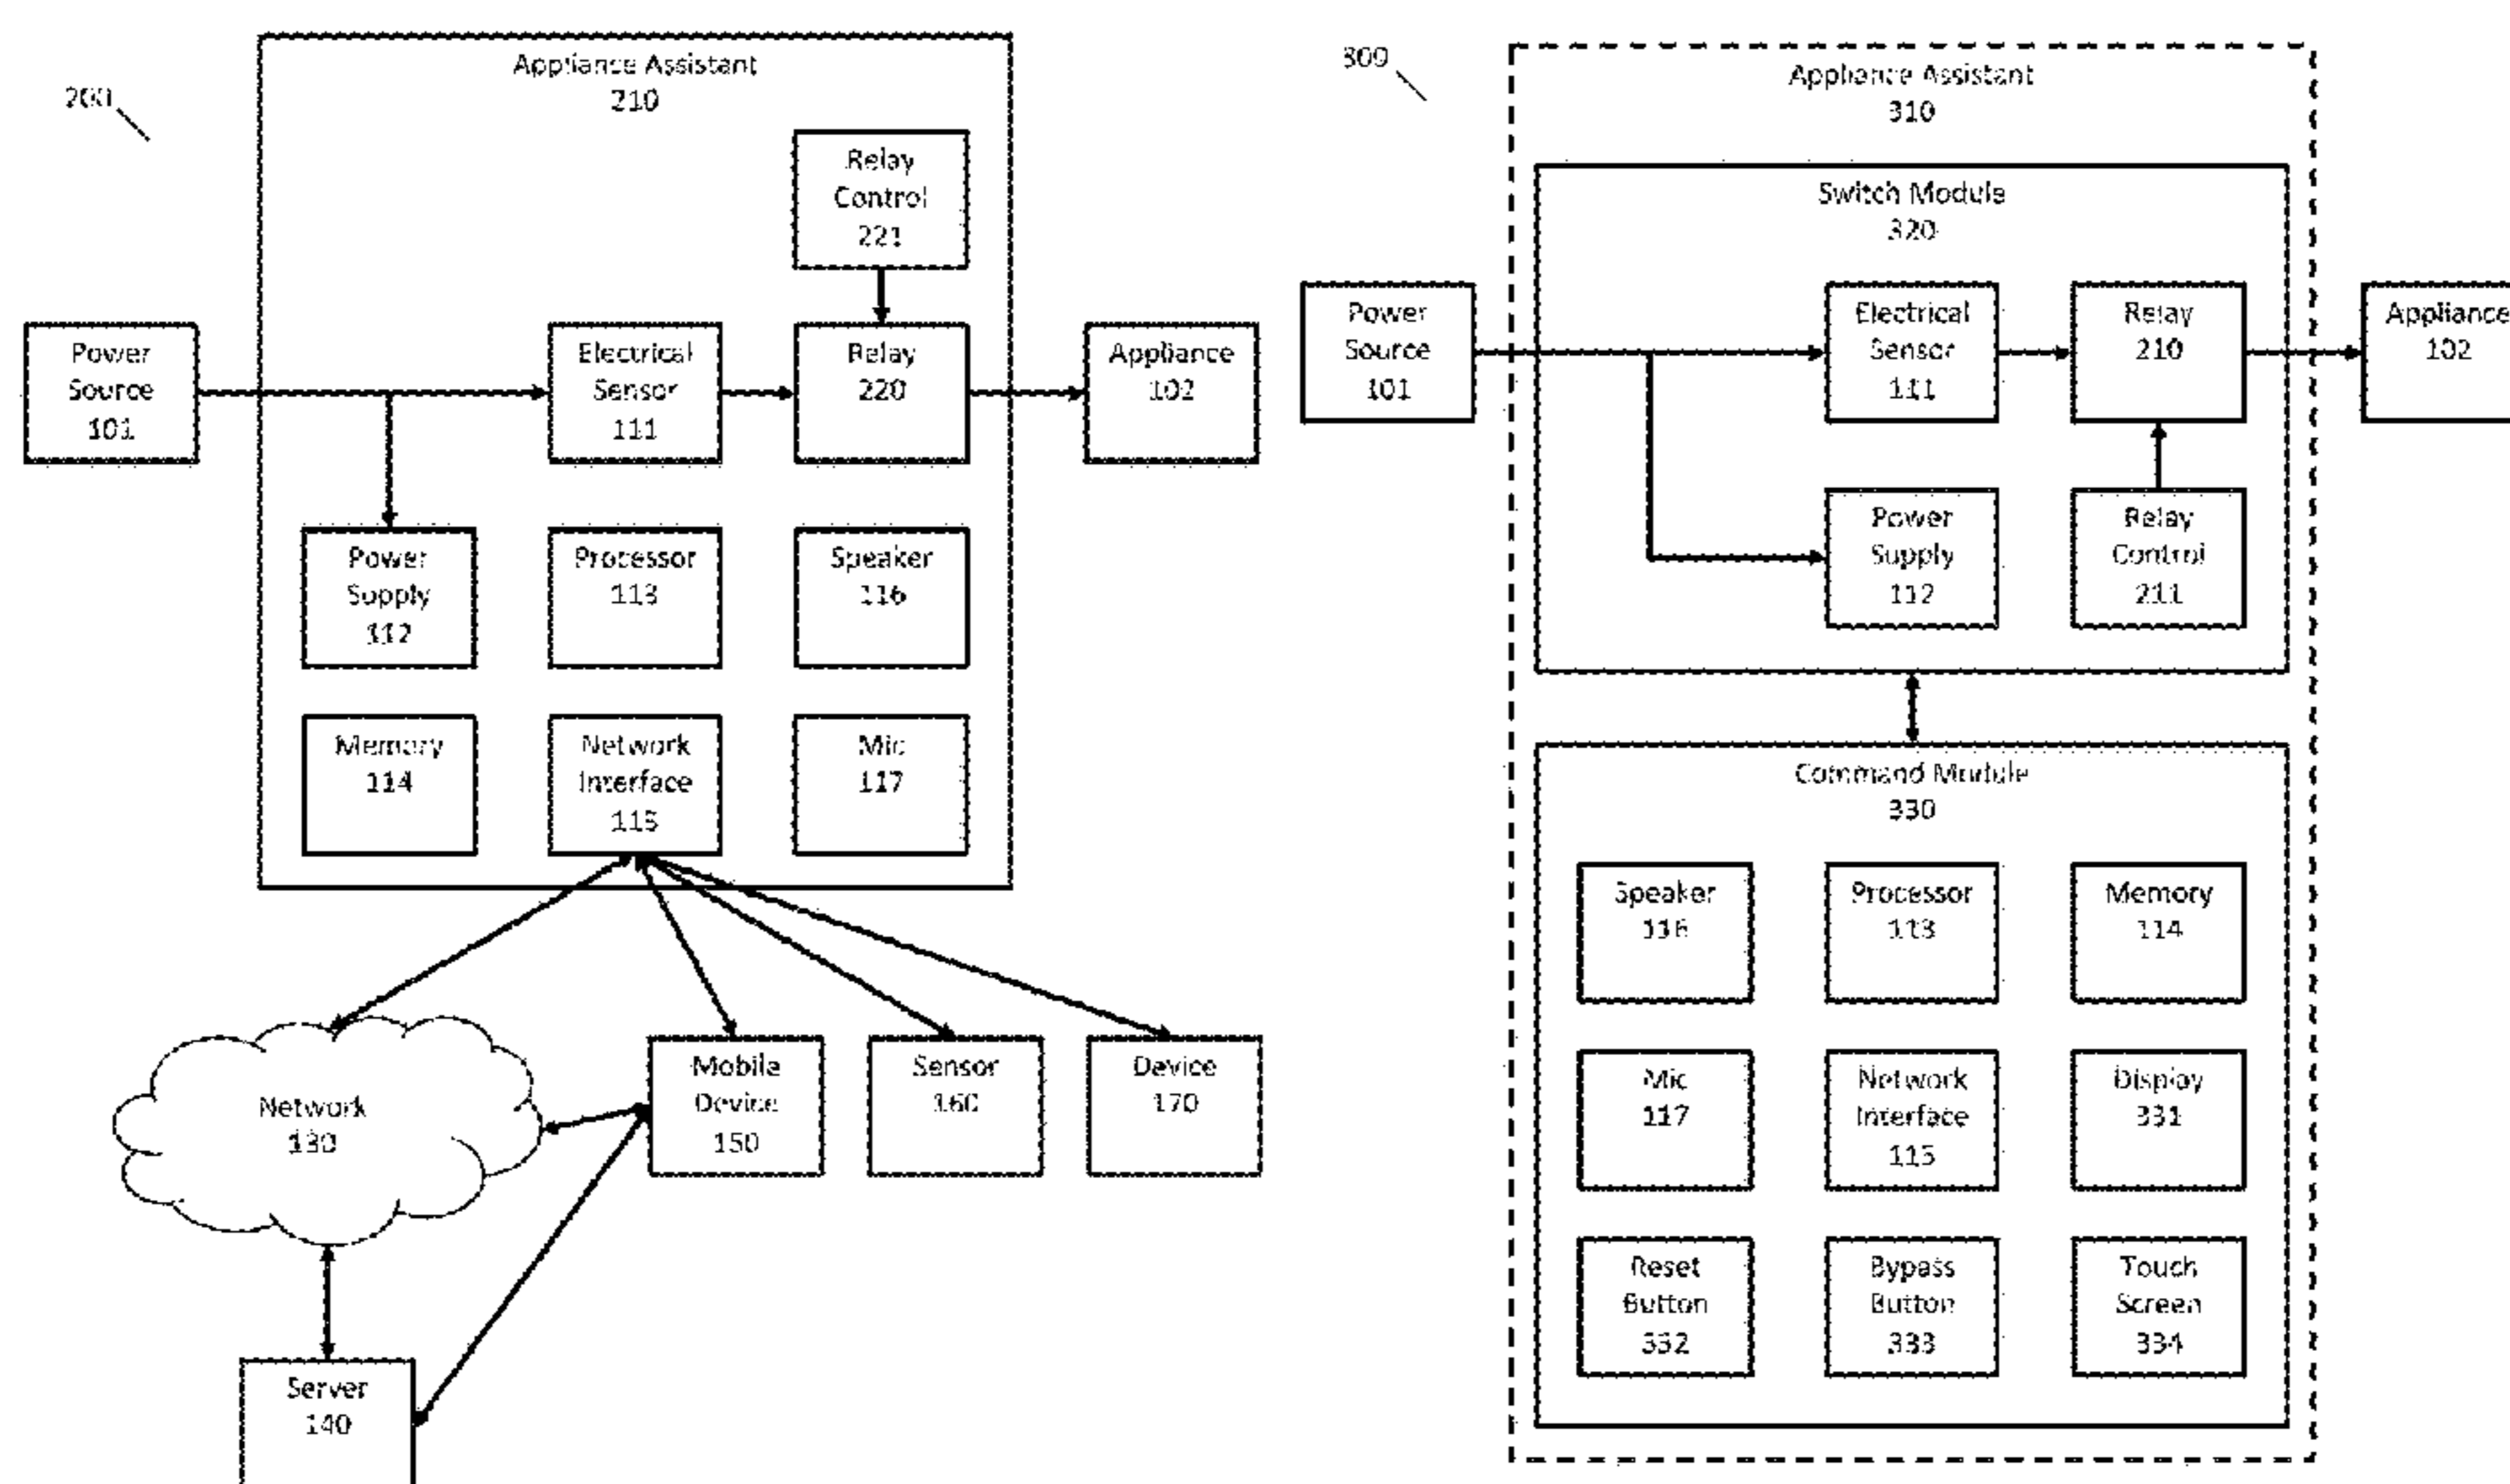 200
Appliance Assistant
210
Relay
Control
221
Power
Source
101
Electrical
Sensor
111
Relay
220
Appliance
102
Power
Supply
112
Processor
113
Speaker
116
Memory
114
Network
Interface
115
Mic
117
Network
130
Mobile
Device
150
Sensor
160
Device
170
Server
140
300
Appliance Assistant
310
Switch Module
320
Power
Source
101
Electrical
Sensor
111
Relay
210
Appliance
102
Power
Supply
112
Relay
Control
211
Command Module
330
Speaker
116
Processor
113
Memory
114
Mic
117
Network
Interface
115
Display
331
Reset
Button
332
Bypass
Button
333
Touch
Screen
334